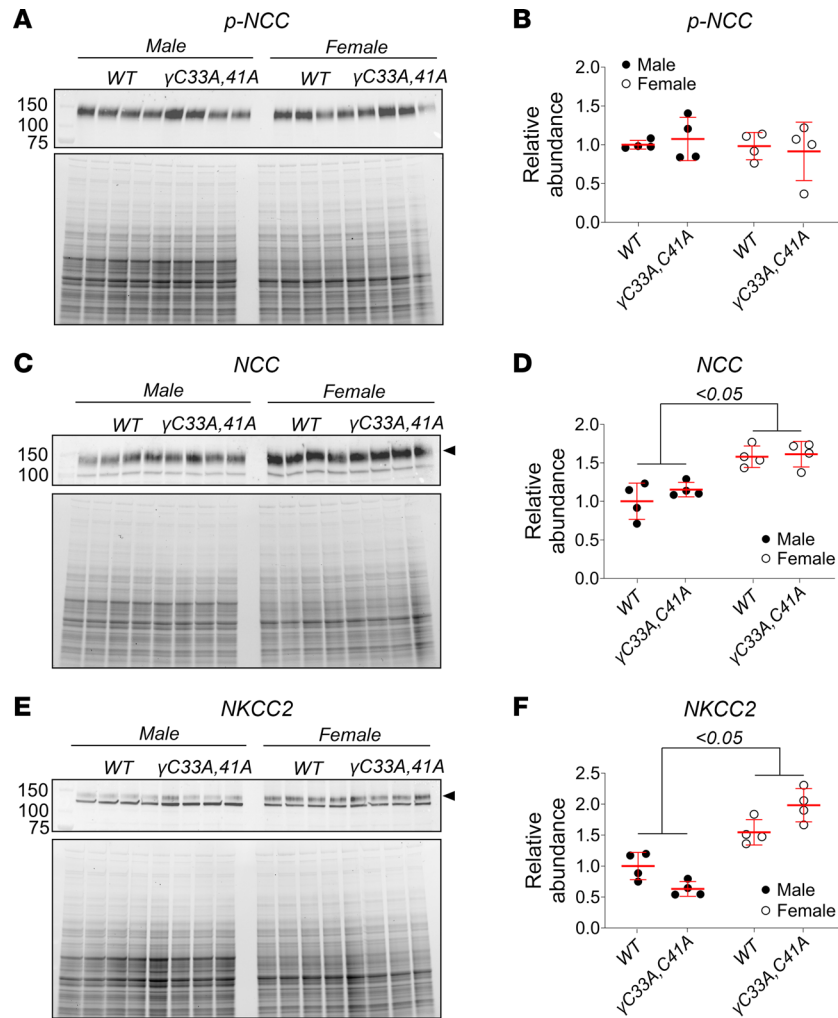 A
p-NCC
Male Female
WT γC33A,41A WT γC33A,41A
150
100
75
B
p-NCC
Male
Female
Relative abundance
2.0
1.5
1.0
0.5
0.0
WT γC33A,C41A WT γC33A,C41A
C
NCC
Male Female
WT γC33A,41A WT γC33A,41A
150
100
D
NCC
<0.05
Relative abundance
2.0
1.5
1.0
0.5
0.0
Male
Female
WT γC33A,C41A WT γC33A,C41A
E
NKCC2
Male Female
WT γC33A,41A WT γC33A,41A
150
100
75
F
NKCC2
<0.05
Relative abundance
2.5
2.0
1.5
1.0
0.5
0.0
Male
Female
WT γC33A,C41A WT γC33A,C41A